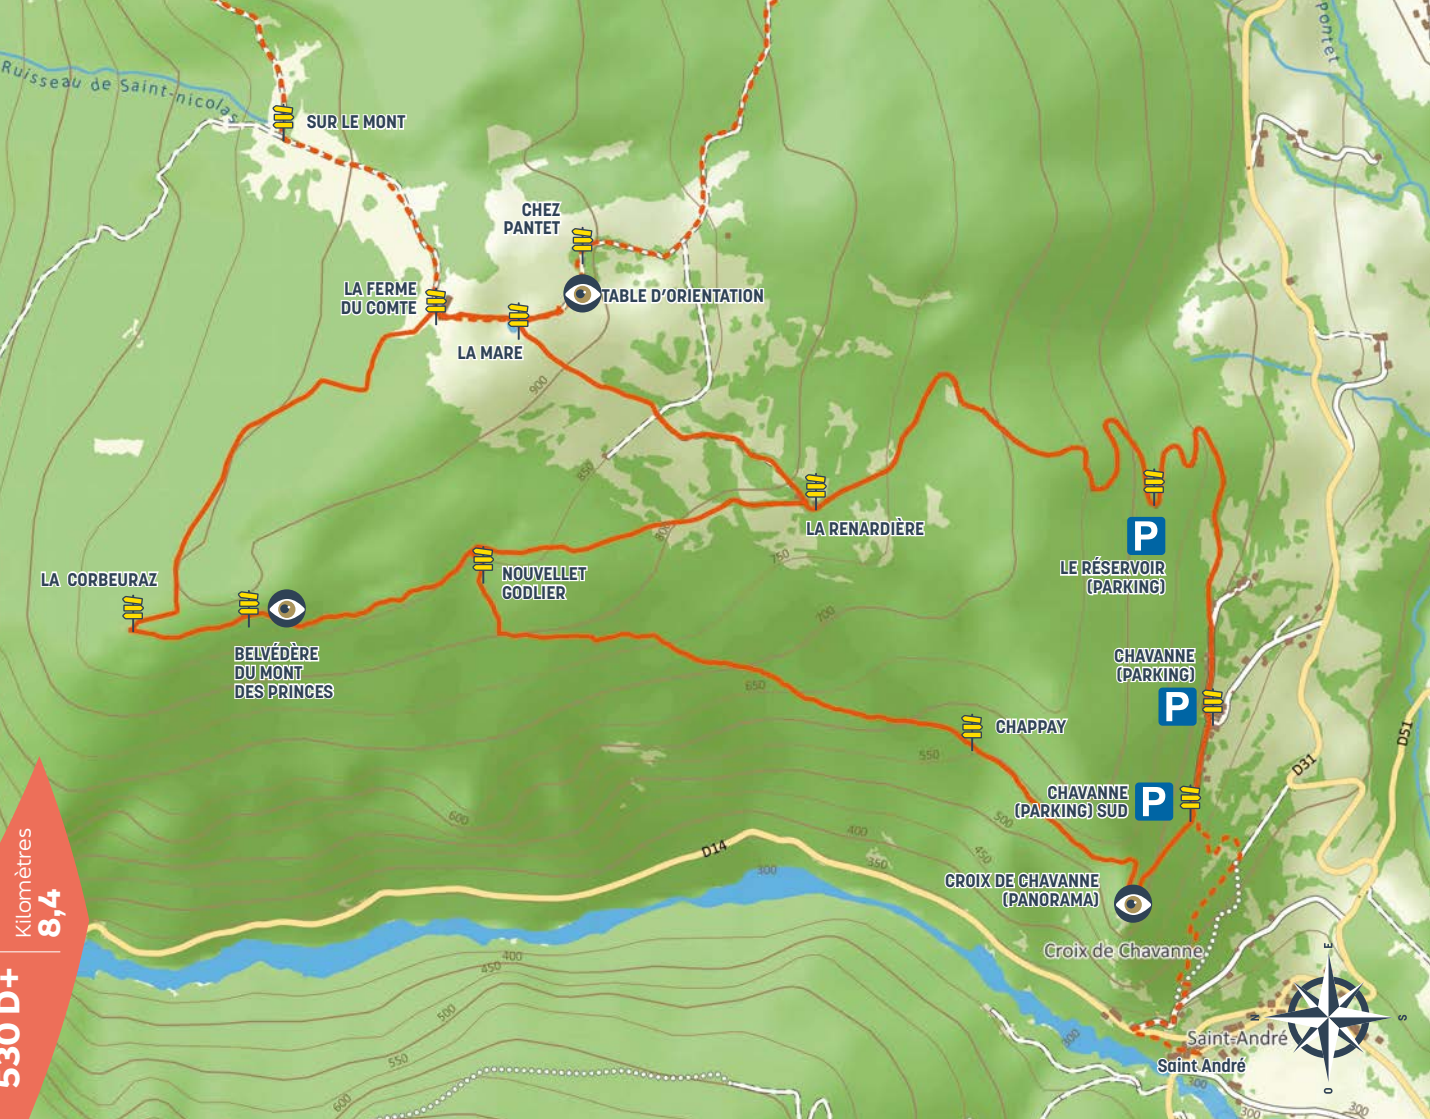 Pontet
Ruisseau de Saint-nicolas
SUR LE MONT
CHEZ
PANTET
LA FERME
DU COMTE
TABLE D'ORIENTATION
LA MARE
900
850
LA RENARDIÈRE
800
750
P
LE RÉSERVOIR
(PARKING)
LA CORBEURAZ
NOUVELLET
GODLIER
700
BELVÉDÈRE
DU MONT
DES PRINCES
650
CHAVANNE
(PARKING)
P
CHAPPAY
550
D51
D31
CHAVANNE
(PARKING) SUD
P
600
500
400
450
350
D14
300
CROIX DE CHAVANNE
(PANORAMA)
Kilomètres
8,4
530 D+
Croix de Chavanne
400
450
500
550
600
300
E
N
S
O
Saint-André
Saint André
300
300
300